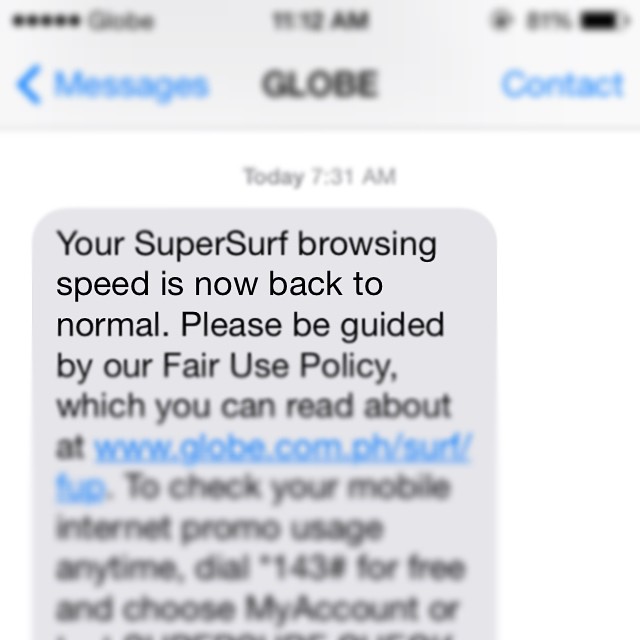 Globe 11:12 AM 81%
Messages GLOBE Contact
Today 7:31 AM
Your SuperSurf browsing
speed is now back to
normal. Please be guided
by our Fair Use Policy,
which you can read about
at www.globe.com.ph/surf/
fup. To check your mobile
internet promo usage
anytime, dial *143# for free
and choose MyAccount or